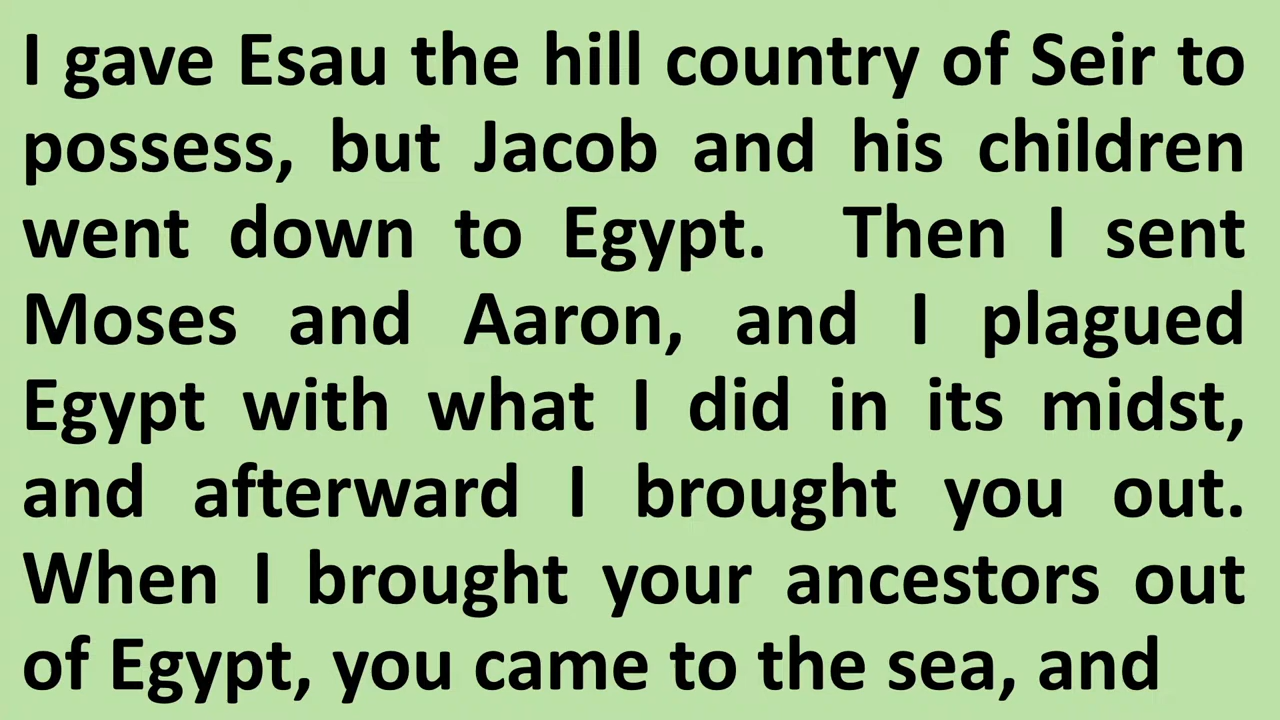 I gave Esau the hill country of Seir to
possess, but Jacob and his children
went down to Egypt.  Then I sent
Moses and Aaron, and I plagued
Egypt with what I did in its midst,
and afterward I brought you out.
When I brought your ancestors out
of Egypt, you came to the sea, and